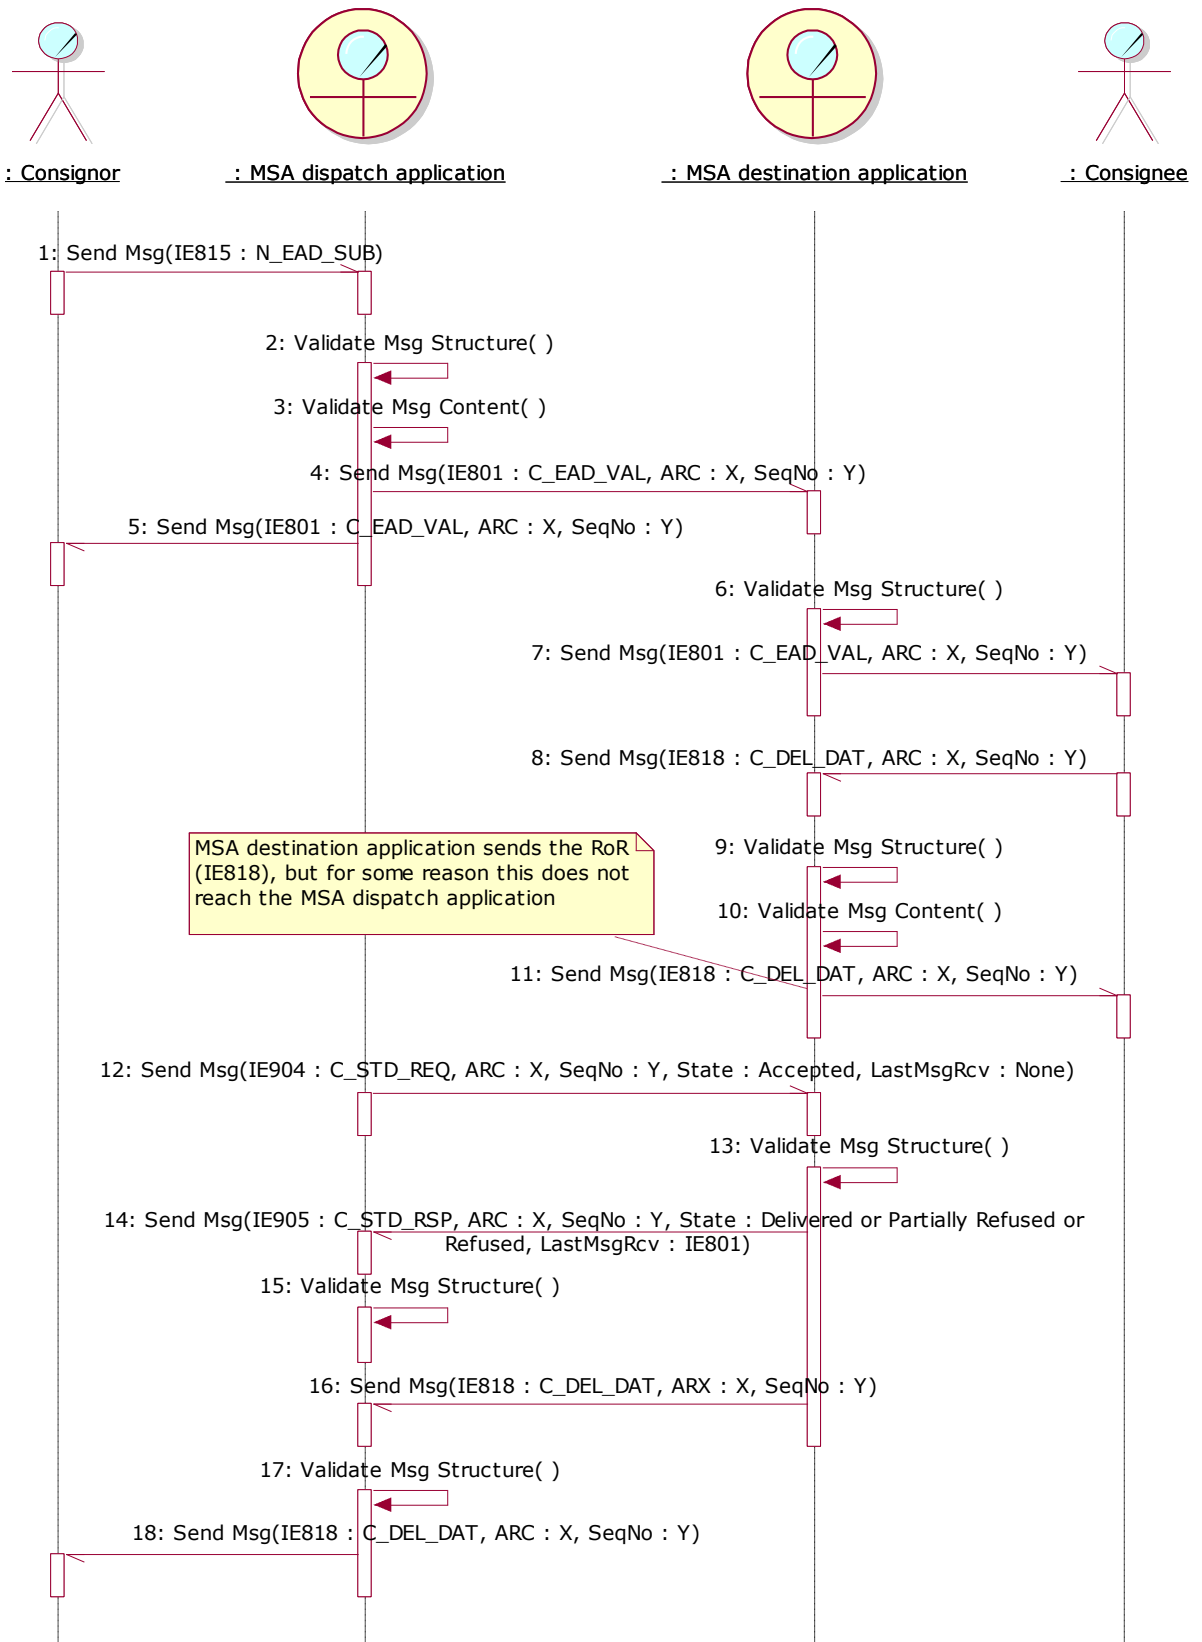 : Consignor
: MSA dispatch application
: MSA destination application
: Consignee
1: Send Msg(IE815 : N_EAD_SUB)
2: Validate Msg Structure( )
3: Validate Msg Content( )
4: Send Msg(IE801 : C_EAD_VAL, ARC : X, SeqNo : Y)
5: Send Msg(IE801 : C_EAD_VAL, ARC : X, SeqNo : Y)
6: Validate Msg Structure( )
7: Send Msg(IE801 : C_EAD_VAL, ARC : X, SeqNo : Y)
8: Send Msg(IE818 : C_DEL_DAT, ARC : X, SeqNo : Y)
MSA destination application sends the RoR
(IE818), but for some reason this does not
reach the MSA dispatch application
9: Validate Msg Structure( )
10: Validate Msg Content( )
11: Send Msg(IE818 : C_DEL_DAT, ARC : X, SeqNo : Y)
12: Send Msg(IE904 : C_STD_REQ, ARC : X, SeqNo : Y, State : Accepted, LastMsgRcv : None)
13: Validate Msg Structure( )
14: Send Msg(IE905 : C_STD_RSP, ARC : X, SeqNo : Y, State : Delivered or Partially Refused or
Refused, LastMsgRcv : IE801)
15: Validate Msg Structure( )
16: Send Msg(IE818 : C_DEL_DAT, ARX : X, SeqNo : Y)
17: Validate Msg Structure( )
18: Send Msg(IE818 : C_DEL_DAT, ARC : X, SeqNo : Y)